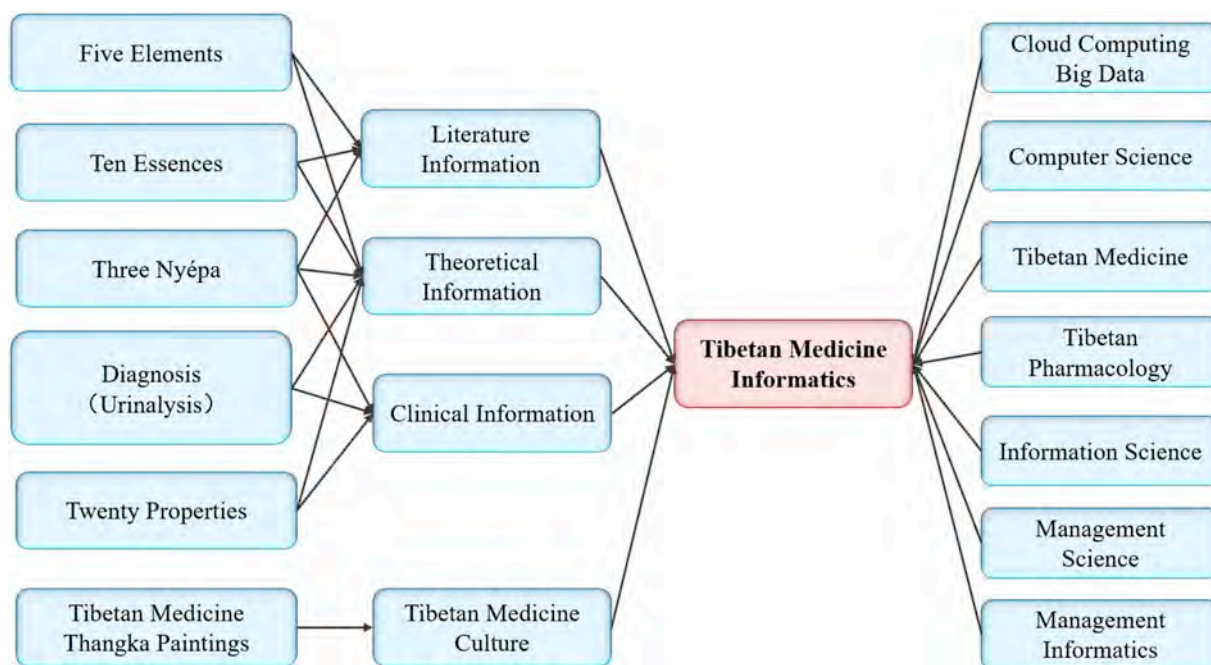 Five Elements
Ten Essences
Three Nyépa
Diagnosis
（Urinalysis）
Twenty Properties
Tibetan Medicine
Thangka Paintings
Literature
Information
Theoretical
Information
Clinical Information
Tibetan Medicine
Culture
Tibetan Medicine
Informatics
Cloud Computing
Big Data
Computer Science
Tibetan Medicine
Tibetan
Pharmacology
Information Science
Management
Science
Management
Informatics